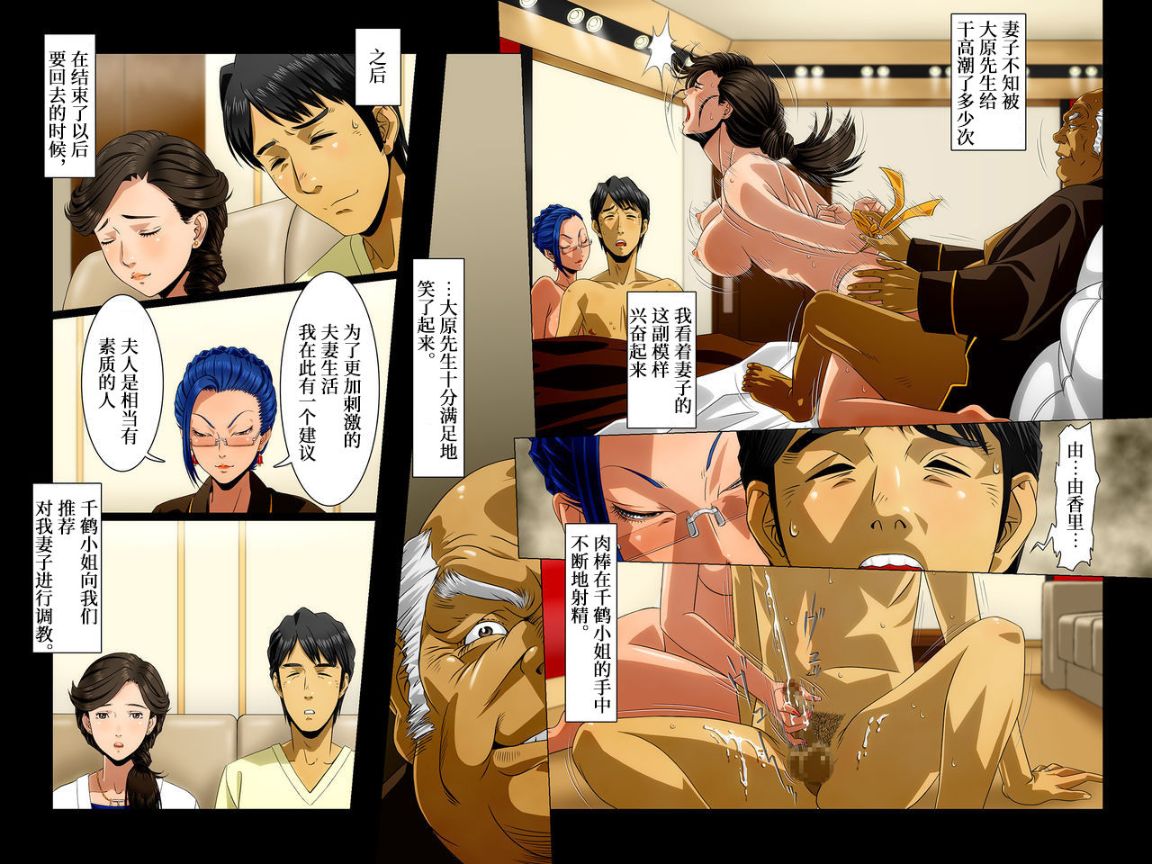 妻子不知被
大原先生给
干高潮了多少次
我看着妻子的
这副模样
兴奋起来
由…由香里…
肉棒在千鹤小姐的手中
不断地射精。
…大原先生十分满足地
笑了起来。
之后
在结束了以后
要回去的时候，
为了更加刺激的
夫妻生活
我在此有一个建议
夫人是相当有
素质的人
千鹤小姐向我们
推荐
对我妻子进行调教。